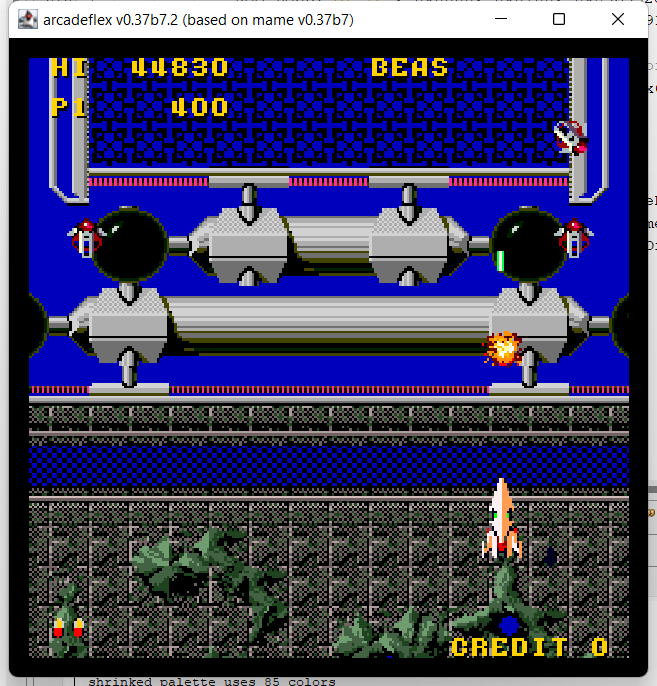 arcadeflex v0.37b7.2 (based on mame v0.37b7)
HI 44830 BEAS
P1 400
CREDIT 0
shrinked palette uses 85 colors